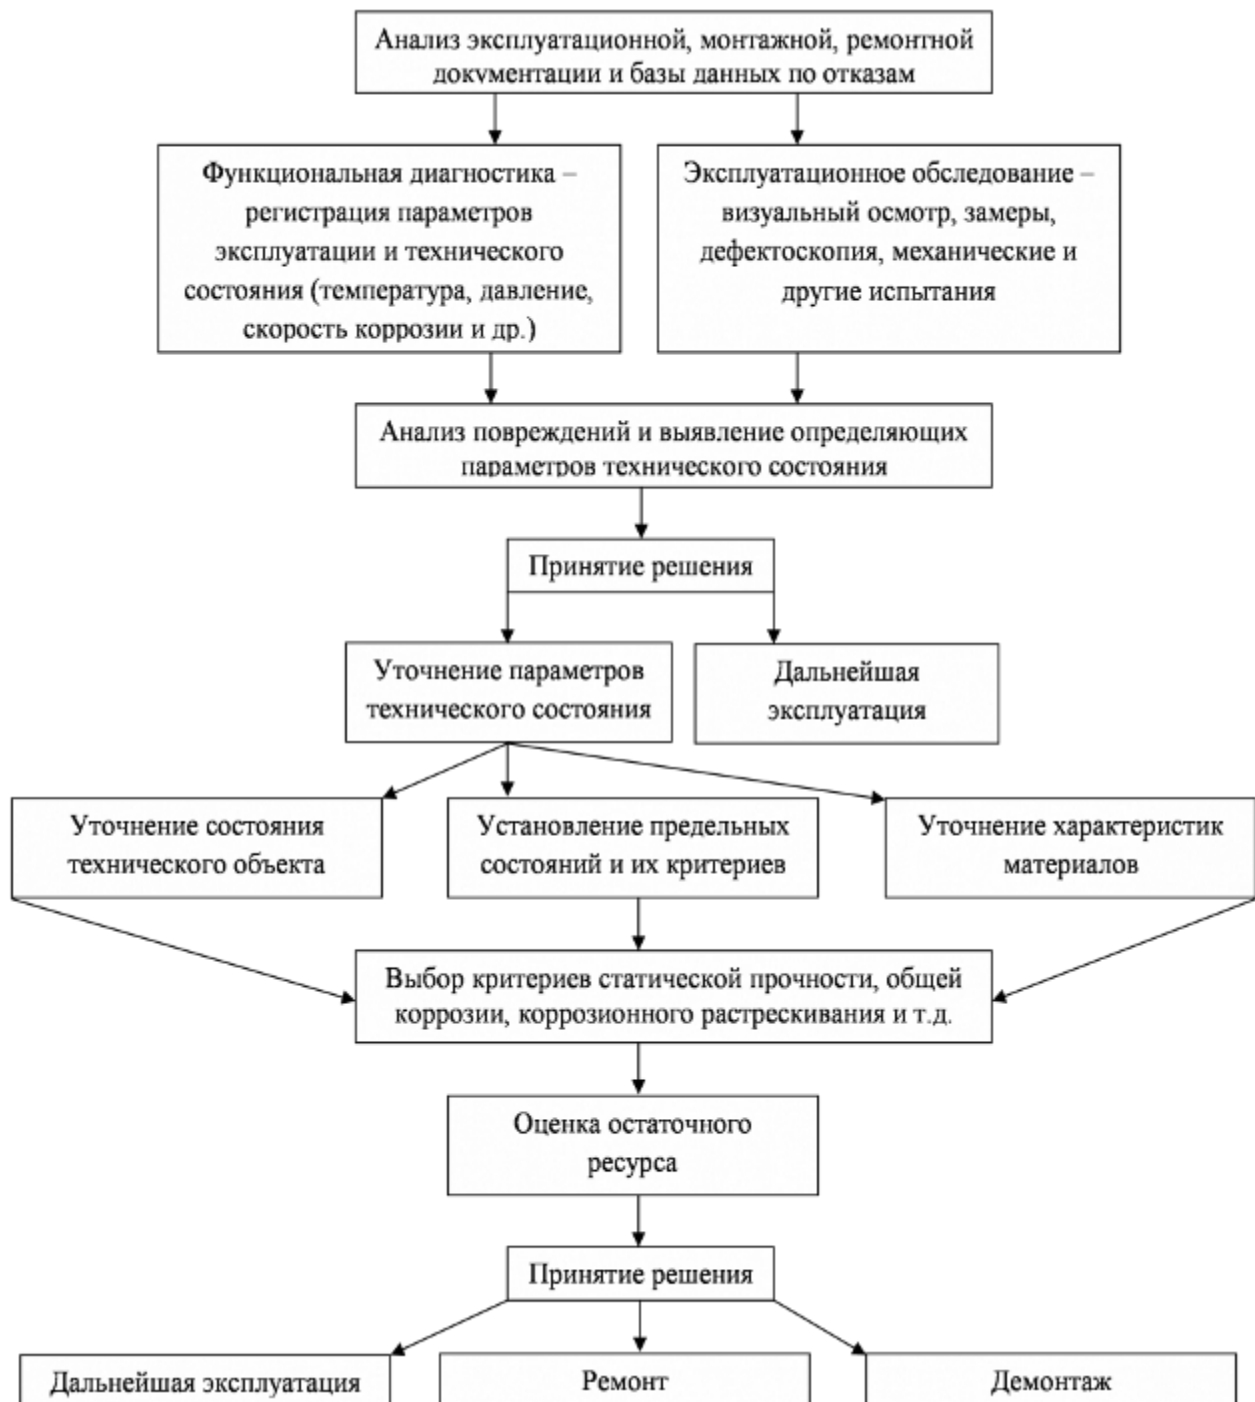 Анализ эксплуатационной, монтажной, ремонтной
документации и базы данных по отказам
Функциональная диагностика –
регистрация параметров
эксплуатации и технического
состояния (температура, давление,
скорость коррозии и др.)
Эксплуатационное обследование –
визуальный осмотр, замеры,
дефектоскопия, механические и
другие испытания
Анализ повреждений и выявление определяющих
параметров технического состояния
Принятие решения
Уточнение параметров
технического состояния
Дальнейшая
эксплуатация
Уточнение состояния
технического объекта
Установление предельных
состояний и их критериев
Уточнение характеристик
материалов
Выбор критериев статической прочности, общей
коррозии, коррозионного растрескивания и т.д.
Оценка остаточного
ресурса
Принятие решения
Дальнейшая эксплуатация
Ремонт
Демонтаж